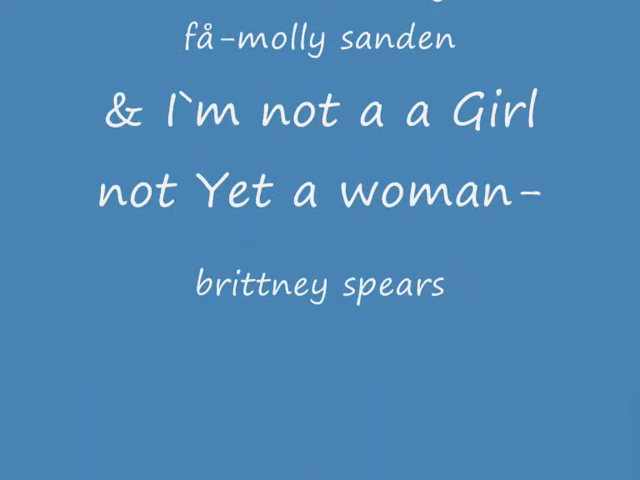 få-molly sanden
& I`m not a a Girl
not Yet a woman-
brittney spears